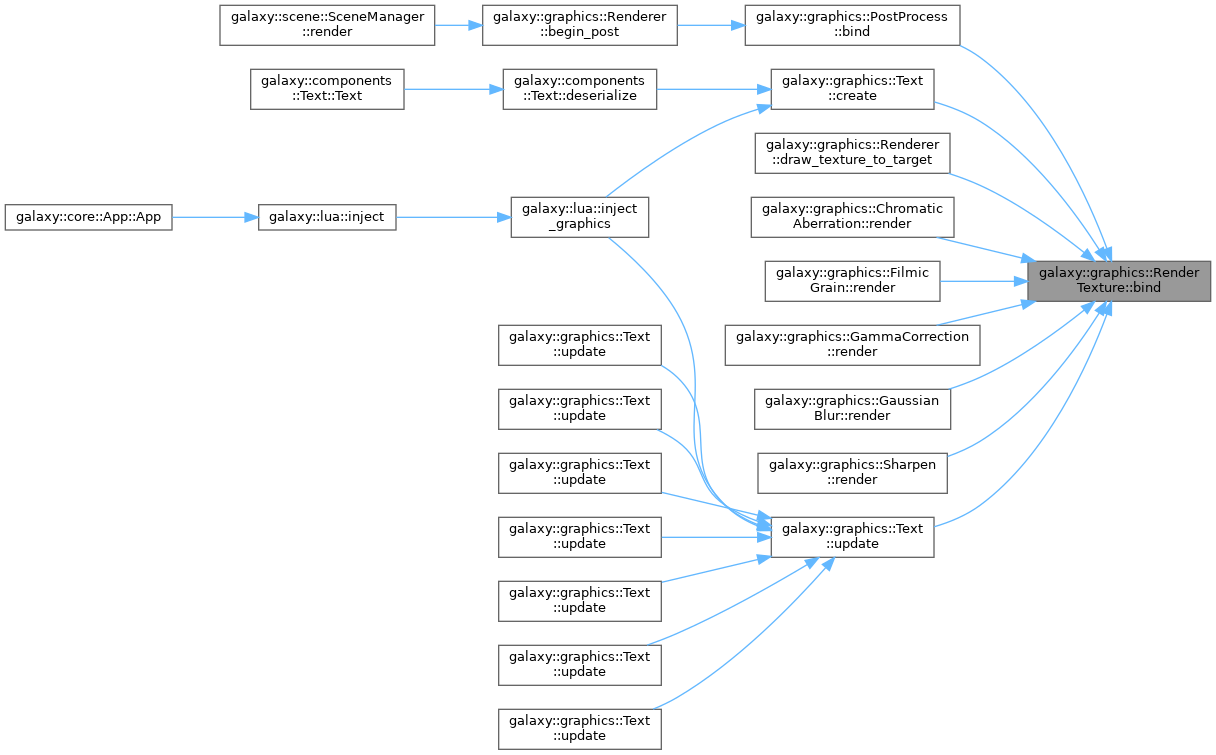 galaxy::scene::SceneManager
::render
galaxy::graphics::Renderer
::begin_post
galaxy::graphics::PostProcess
::bind
galaxy::components
::Text::Text
galaxy::components
::Text::deserialize
galaxy::graphics::Text
::create
galaxy::graphics::Renderer
::draw_texture_to_target
galaxy::core::App::App
galaxy::lua::inject
galaxy::lua::inject
_graphics
galaxy::graphics::Chromatic
Aberration::render
galaxy::graphics::Filmic
Grain::render
galaxy::graphics::Render
Texture::bind
galaxy::graphics::GammaCorrection
::render
galaxy::graphics::Text
::update
galaxy::graphics::Gaussian
Blur::render
galaxy::graphics::Text
::update
galaxy::graphics::Sharpen
::render
galaxy::graphics::Text
::update
galaxy::graphics::Text
::update
galaxy::graphics::Text
::update
galaxy::graphics::Text
::update
galaxy::graphics::Text
::update
galaxy::graphics::Text
::update